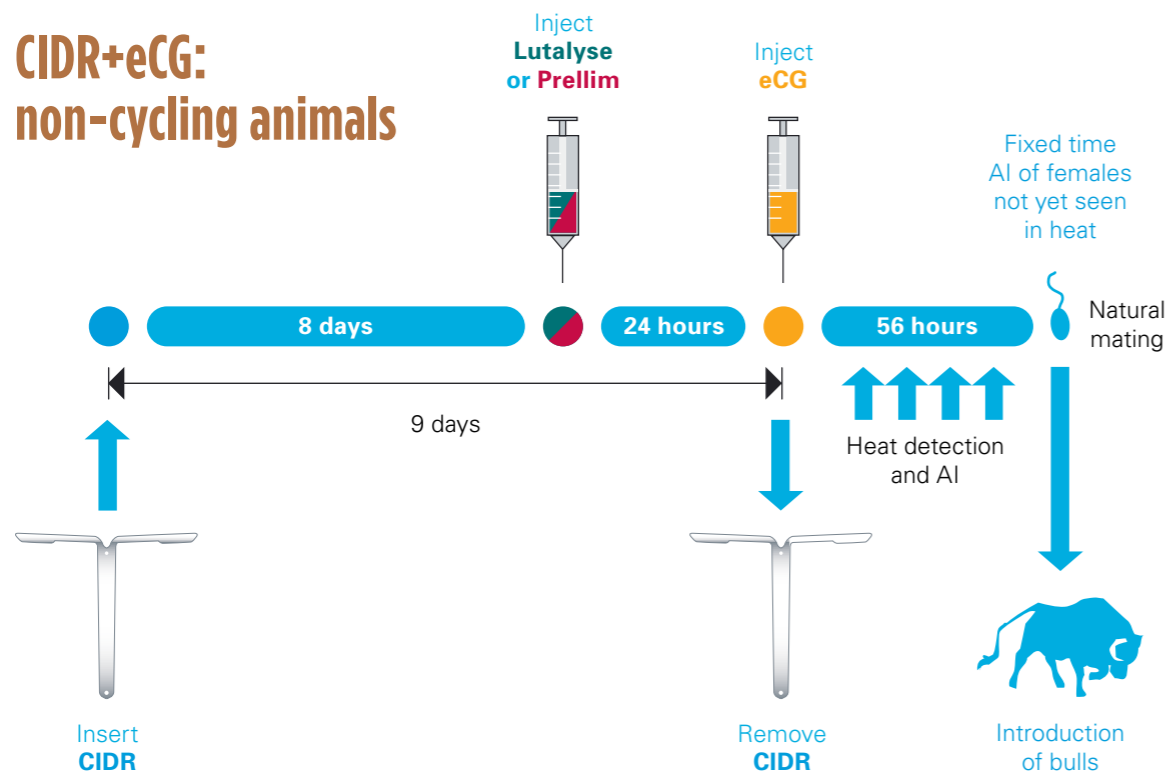 CIDR+eCG:
non-cycling animals
Inject
Lutalyse
or Prellim
Inject
eCG
Fixed time
AI of females
not yet seen
in heat
8 days
24 hours
56 hours
Natural
mating
9 days
Heat detection
and AI
Insert
CIDR
Remove
CIDR
Introduction
of bulls